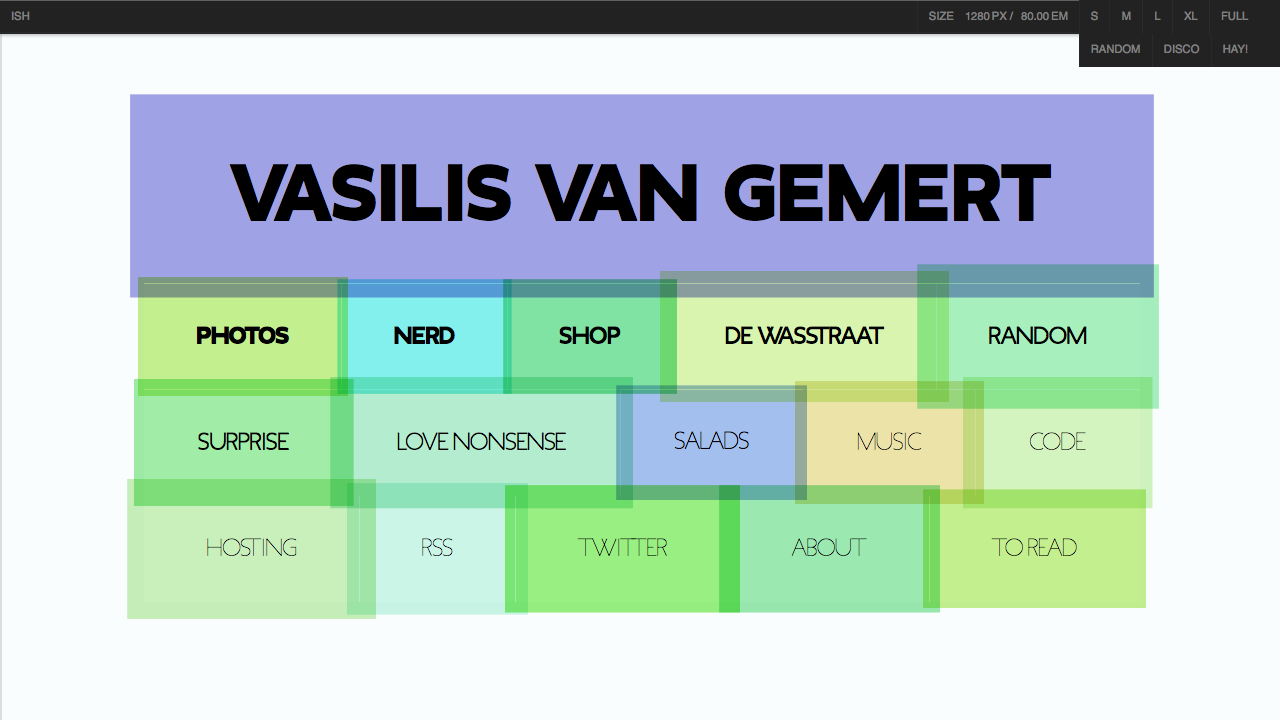 ISH SIZE 1280 PX / 80.00 EM S M L XL FULL
RANDOM DISCO HAY!
VASILIS VAN GEMERT
PHOTOS NERD SHOP DE WASSTRAAT RANDOM
SURPRISE LOVE NONSENSE SALADS MUSIC CODE
HOSTING RSS TWITTER ABOUT TO READ